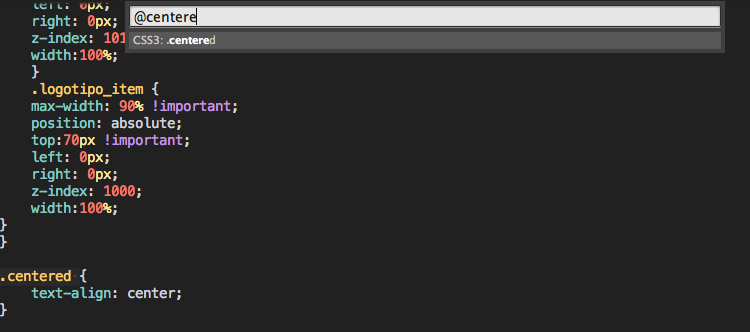 left: 0px;
@centere
right: 0px;
z-index: 101
CSS3: .centered
width:100%;
}
.logotipo_item {
max-width: 90% !important;
position: absolute;
top:70px !important;
left: 0px;
right: 0px;
z-index: 1000;
width:100%;
}
}
.centered {
text-align: center;
}